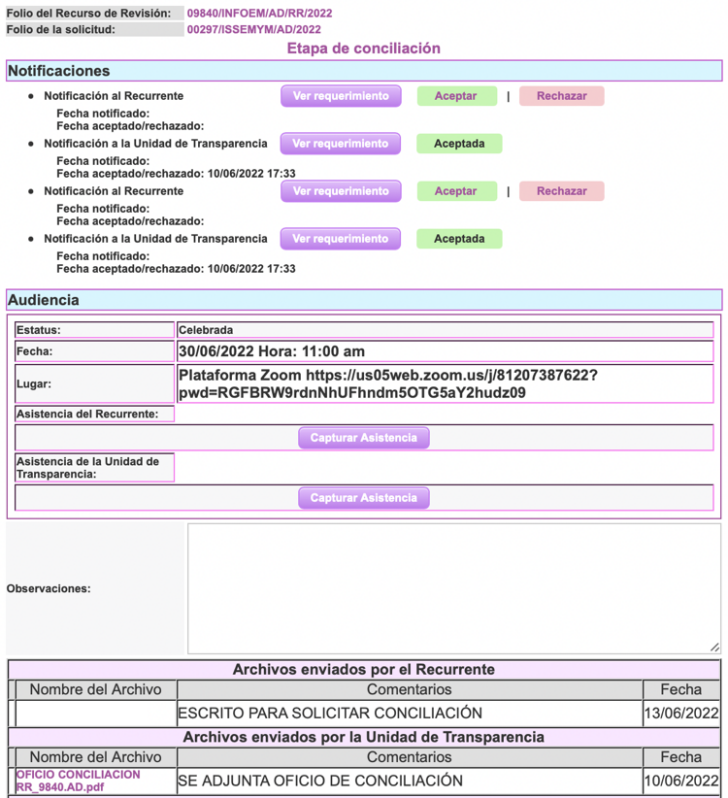 Folio del Recurso de Revisión: 09840/INFOEM/AD/RR/2022
Folio de la solicitud: 00297/ISSEMYM/AD/2022
Etapa de conciliación
Notificaciones
• Notificación al Recurrente Ver requerimiento Aceptar | Rechazar
Fecha notificado:
Fecha aceptado/rechazado:
• Notificación a la Unidad de Transparencia Ver requerimiento Aceptada
Fecha notificado:
Fecha aceptado/rechazado: 10/06/2022 17:33
• Notificación al Recurrente Ver requerimiento Aceptar | Rechazar
Fecha notificado:
Fecha aceptado/rechazado:
• Notificación a la Unidad de Transparencia Ver requerimiento Aceptada
Fecha notificado:
Fecha aceptado/rechazado: 10/06/2022 17:33
Audiencia
Estatus: Celebrada
Fecha: 30/06/2022 Hora: 11:00 am
Lugar: Plataforma Zoom https://us05web.zoom.us/j/81207387622?
pwd=RGFBRW9rdnNhUFhndm5OTG5aY2hudz09
Asistencia del Recurrente:
Capturar Asistencia
Asistencia de la Unidad de
Transparencia:
Capturar Asistencia
Observaciones:
Archivos enviados por el Recurrente
Nombre del Archivo Comentarios Fecha
ESCRITO PARA SOLICITAR CONCILIACIÓN 13/06/2022
Archivos enviados por la Unidad de Transparencia
Nombre del Archivo Comentarios Fecha
OFICIO CONCILIACION
RR_9840.AD.pdf SE ADJUNTA OFICIO DE CONCILIACIÓN 10/06/2022